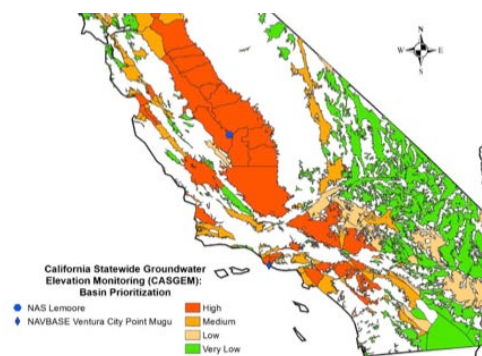 N
W E
S
California Statewide Groundwater
Elevation Monitoring (CASGEM):
Basin Prioritization
NAS Lemoore
NAVBASE Ventura City Point Mugu
High
Medium
Low
Very Low